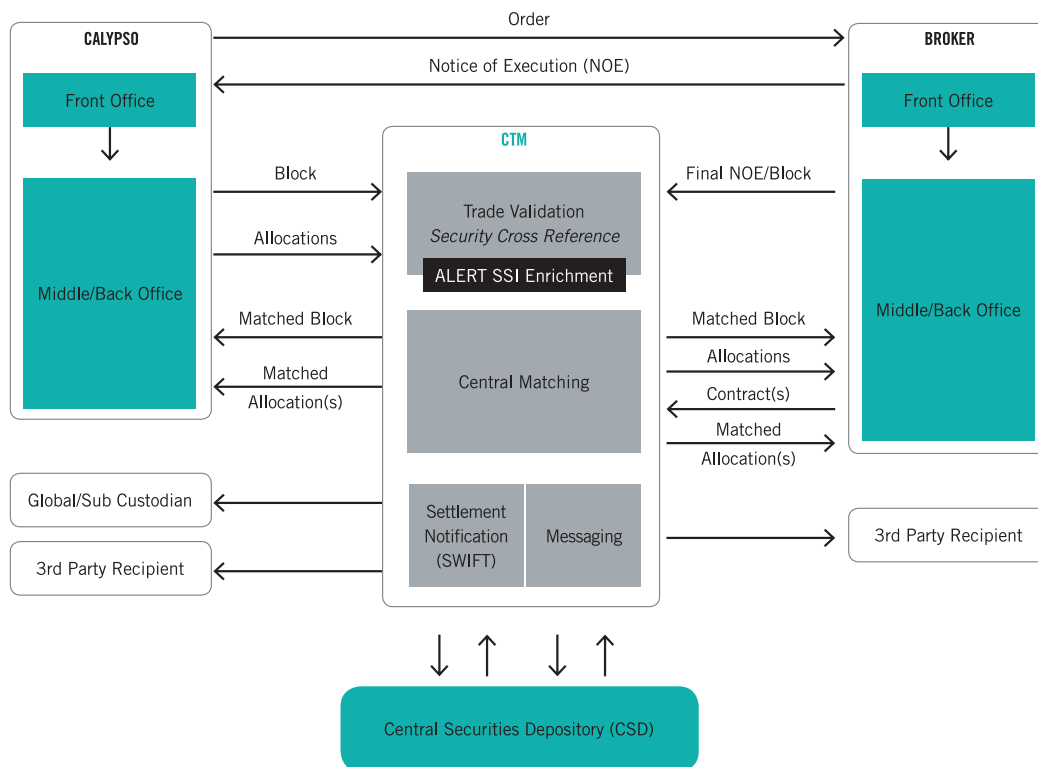 Order
CALYPSO
BROKER
Notice of Execution (NOE)
Front Office
Front Office
CTM
Block
Final NOE/Block
Trade Validation
Security Cross Reference
Allocations
ALERT SSI Enrichment
Middle/Back Office
Middle/Back Office
Matched Block
Matched Block
Allocations
Central Matching
Matched
Allocation(s)
Contract(s)
Matched
Allocation(s)
Global/Sub Custodian
Settlement
Notification
(SWIFT)
Messaging
3rd Party Recipient
3rd Party Recipient
Central Securities Depository (CSD)